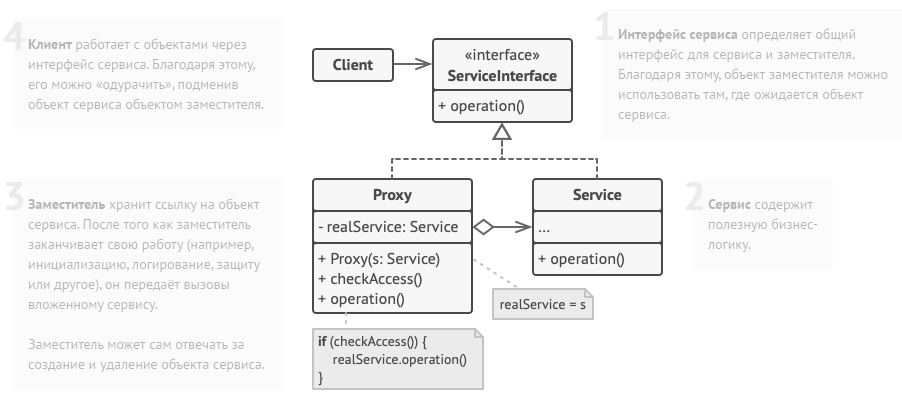 4
Клиент работает с объектами через
интерфейс сервиса. Благодаря этому,
его можно «одурачить», подменив
объект сервиса объектом заместителя.
Client
«interface»
ServiceInterface
+ operation()
1
Интерфейс сервиса определяет общий
интерфейс для сервиса и заместителя.
Благодаря этому, объект заместителя можно
использовать там, где ожидается объект
сервиса.
3
Заместитель хранит ссылку на объект
сервиса. После того как заместитель
заканчивает свою работу (например,
инициализацию, логирование, защиту
или другое), он передаёт вызовы
вложенному сервису.
Заместитель может сам отвечать за
создание и удаление объекта сервиса.
Proxy
- realService: Service
+ Proxy(s: Service)
+ checkAccess()
+ operation()
Service
...
+ operation()
2
Сервис содержит
полезную бизнес-
логику.
realService = s
if (checkAccess()) {
realService.operation()
}